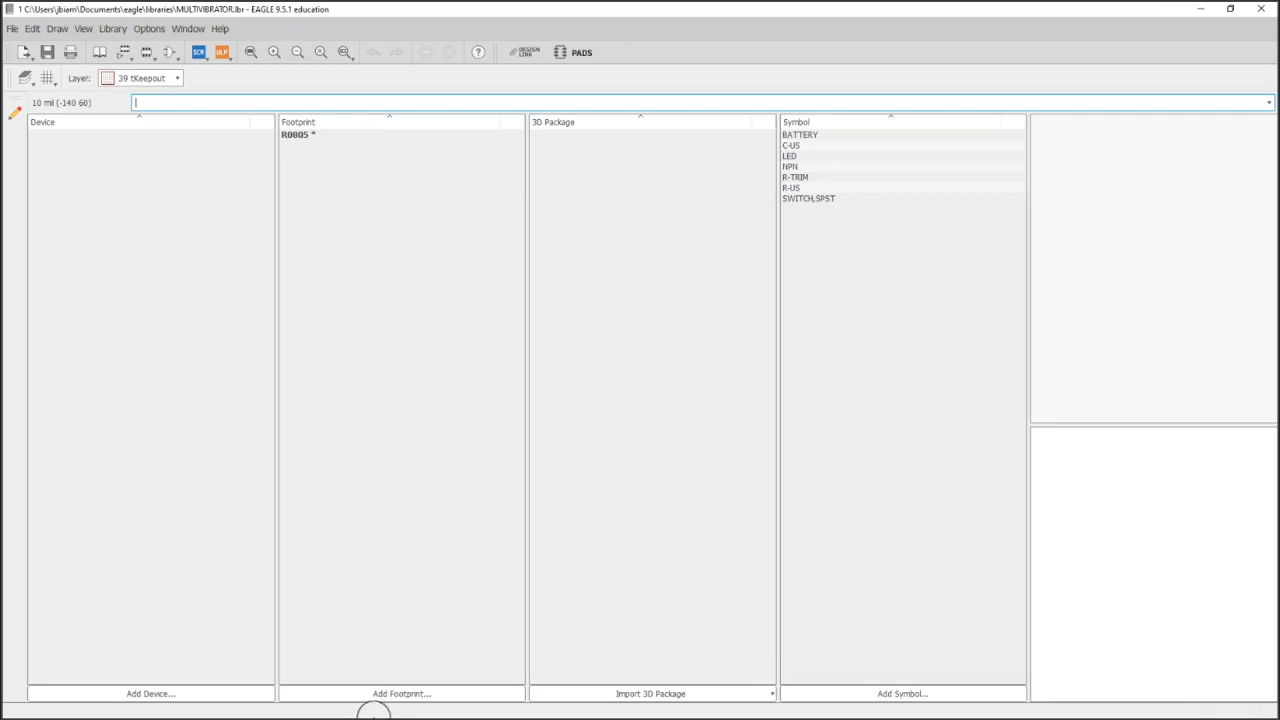 1 C:\Users\jbiam\Documents\eagle\libraries\MULTIVIBRATOR.lbr - EAGLE 9.5.1 education
File Edit Draw View Library Options Window Help
SCR ULP ? DESIGN LINK PADS
Layer: 39 tKeepout
10 mil (-140 60)
Device Footprint 3D Package Symbol
R0805 * BATTERY
C-US
LED
NPN
R-TRIM
R-US
SWITCH,SPST
Add Device... Add Footprint... Import 3D Package Add Symbol...